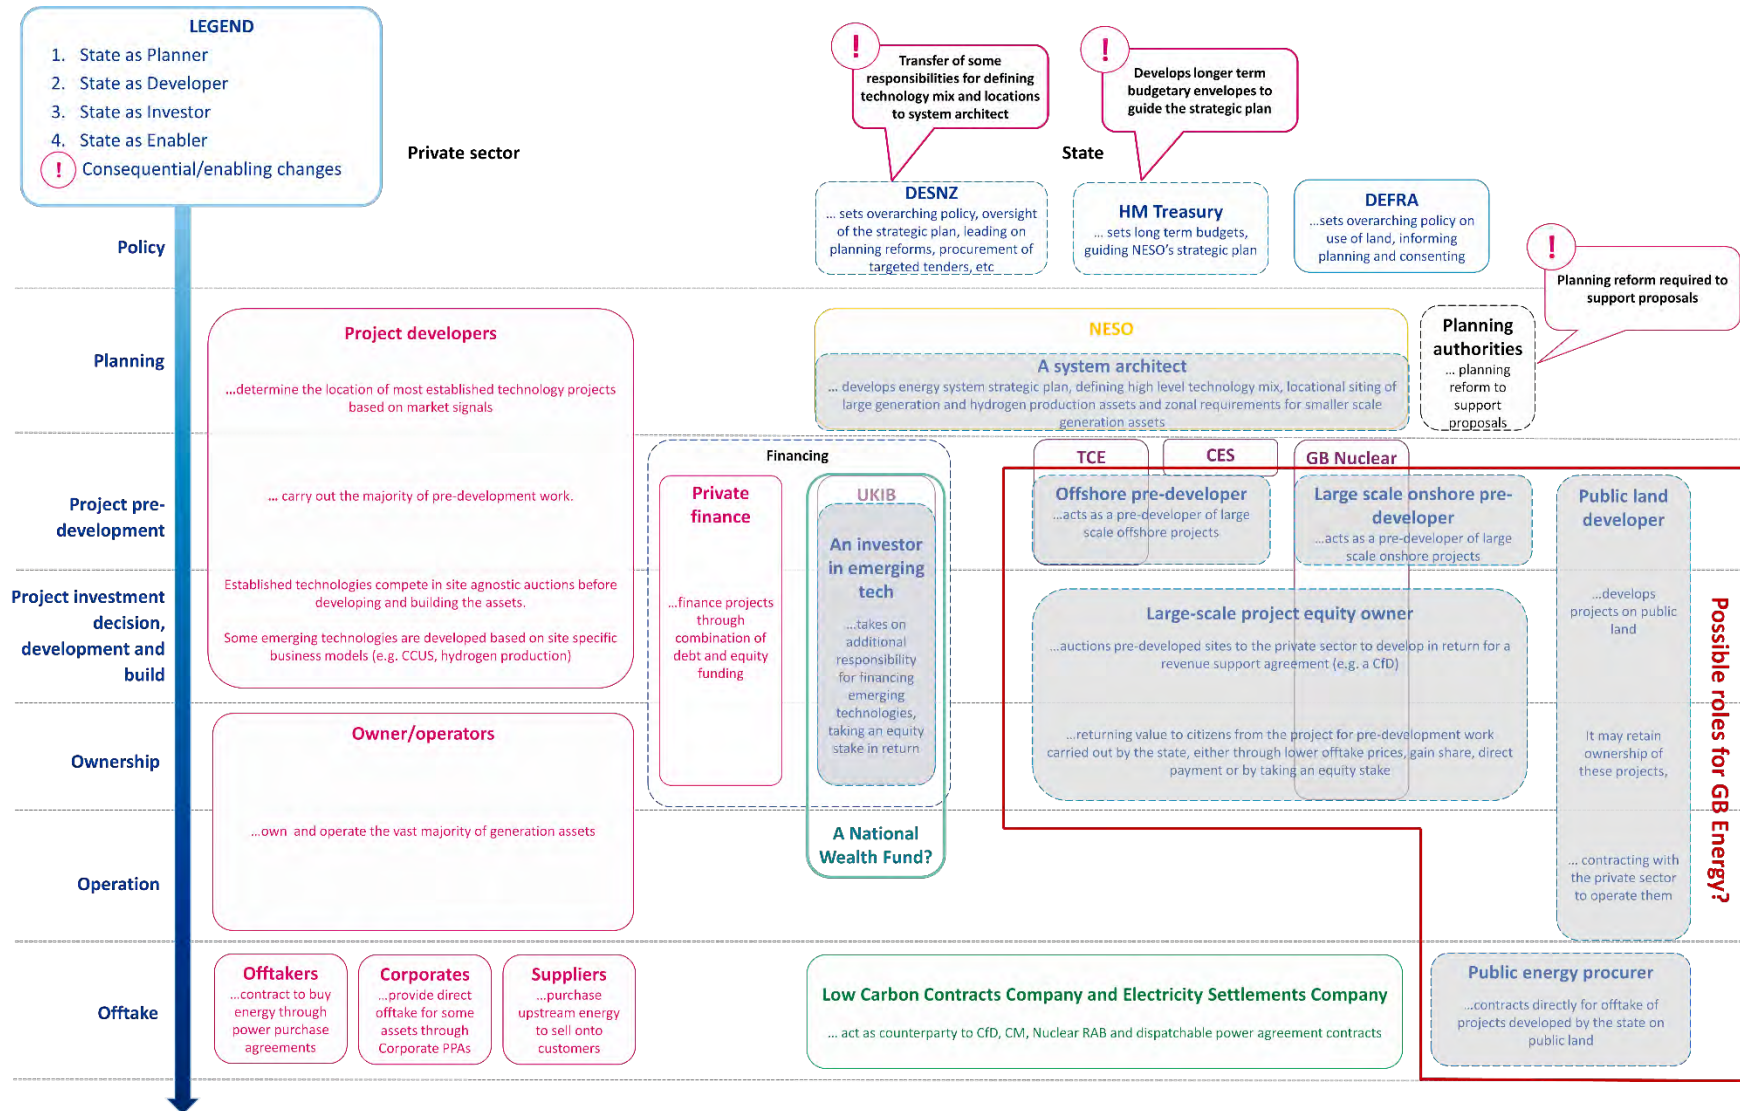 LEGEND
1. State as Planner
2. State as Developer
3. State as Investor
4. State as Enabler
! Consequential/enabling changes
Private sector
State
!
Transfer of some
responsibilities for defining
technology mix and locations
to system architect
!
Develops longer term
budgetary envelopes to
guide the strategic plan
!
Planning reform required to
support proposals
Policy
DESNZ
... sets overarching policy, oversight
of the strategic plan, leading on
planning reforms, procurement of
targeted tenders, etc
HM Treasury
... sets long term budgets,
guiding NESO's strategic plan
DEFRA
...sets overarching policy on
use of land, informing
planning and consenting
Planning
Project developers
...determine the location of most established technology projects
based on market signals
... carry out the majority of pre-development work.
Established technologies compete in site agnostic auctions before
developing and building the assets.
Some emerging technologies are developed based on site specific
business models (e.g. CCUS, hydrogen production)
NESO
A system architect
... develops energy system strategic plan, defining high level technology mix, locational siting of
large generation and hydrogen production assets and zonal requirements for smaller scale
generation assets
Planning
authorities
... planning
reform to
support
proposals
Project pre-
development
Financing
Private
finance
...finance projects
through
combination of
debt and equity
funding
UKIB
An investor
in emerging
tech
...takes on
additional
responsibility
for financing
emerging
technologies,
taking an equity
stake in return
A National
Wealth Fund?
TCE
CES
GB Nuclear
Offshore pre-developer
...acts as a pre-developer of large
scale offshore projects
Large scale onshore pre-
developer
...acts as a pre-developer of large
scale onshore projects
Public land
developer
...develops
projects on public
land
It may retain
ownership of
these projects,
... contracting with
the private sector
to operate them
Project investment
decision,
development and
build
Large-scale project equity owner
...auctions pre-developed sites to the private sector to develop in return for a
revenue support agreement (e.g. a CfD)
...returning value to citizens from the project for pre-development work
carried out by the state, either through lower offtake prices, gain share, direct
payment or by taking an equity stake
Possible roles for GB Energy?
Ownership
Owner/operators
...own and operate the vast majority of generation assets
Operation
Offtake
Offtakers
...contract to buy
energy through
power purchase
agreements
Corporates
...provide direct
offtake for some
assets through
Corporate PPAs
Suppliers
...purchase
upstream energy
to sell onto
customers
Low Carbon Contracts Company and Electricity Settlements Company
... act as counterparty to CfD, CM, Nuclear RAB and dispatchable power agreement contracts
Public energy procurer
...contracts directly for offtake of
projects developed by the state on
public land